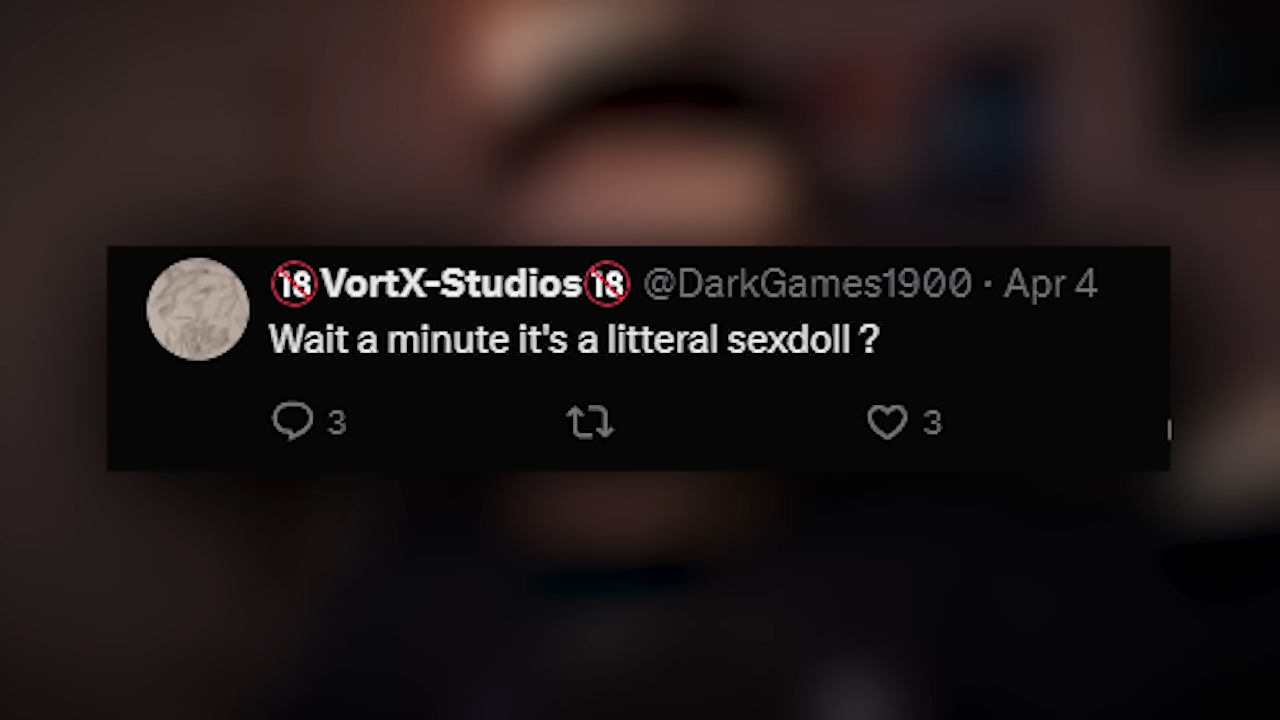 🔞VortX-Studios🔞 @DarkGames1900 · Apr 4
Wait a minute it's a litteral sexdoll ?
3 3